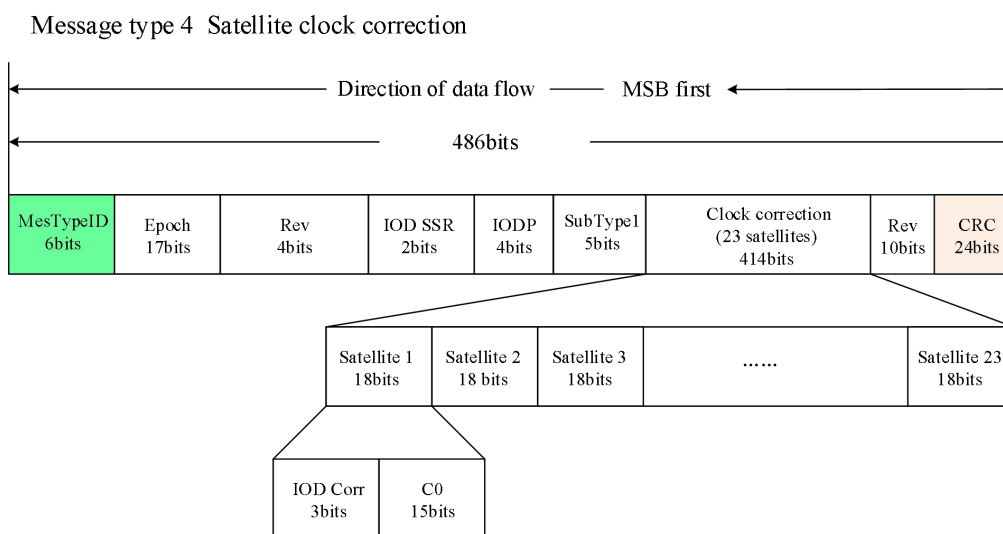 Message type 4  Satellite clock correction
Direction of data flow
MSB first
486bits
MesTypeID
6bits
Epoch
17bits
Rev
4bits
IOD SSR
2bits
IODP
4bits
SubType1
5bits
Clock correction
(23 satellites)
414bits
Rev
10bits
CRC
24bits
Satellite 1
18bits
Satellite 2
18 bits
Satellite 3
18bits
......
Satellite 23
18bits
IOD Corr
3bits
C0
15bits